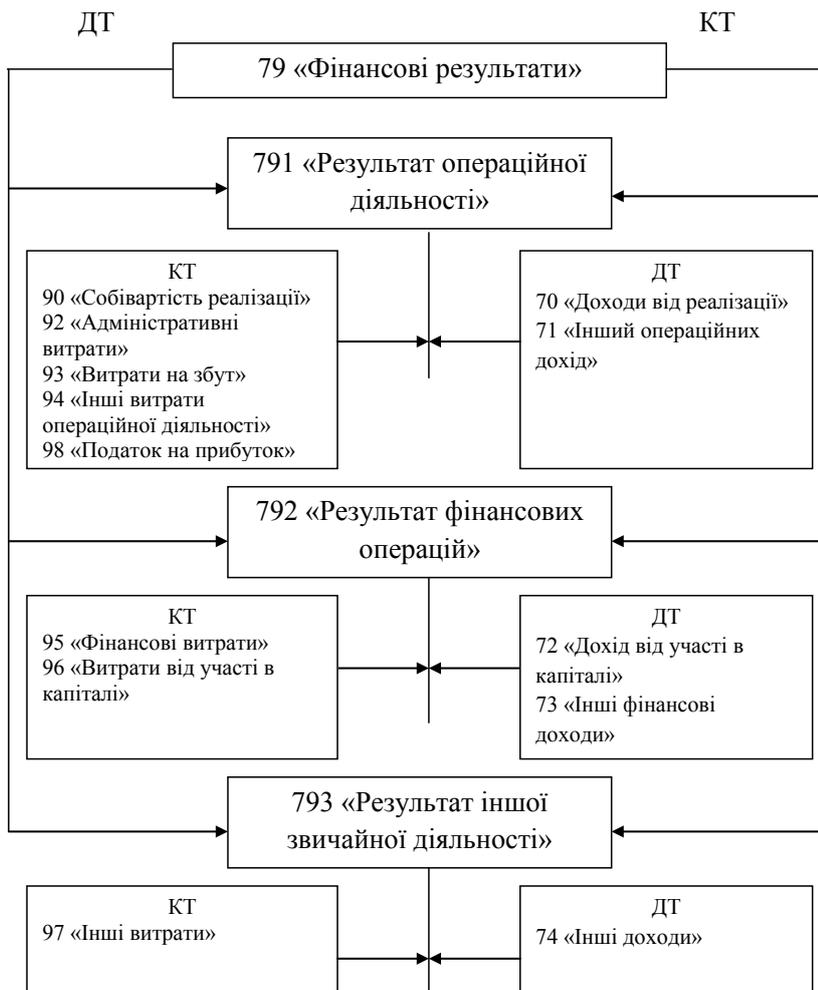 ДТ
КТ
79 «Фінансові результати»
791 «Результат операційної
діяльності»
КТ
90 «Собівартість реалізації»
92 «Адміністративні
витрати»
93 «Витрати на збут»
94 «Інші витрати
операційної діяльності»
98 «Податок на прибуток»
ДТ
70 «Доходи від реалізації»
71 «Інший операційних
дохід»
792 «Результат фінансових
операцій»
КТ
95 «Фінансові витрати»
96 «Витрати від участі в
капіталі»
ДТ
72 «Дохід від участі в
капіталі»
73 «Інші фінансові
доходи»
793 «Результат іншої
звичайної діяльності»
КТ
97 «Інші витрати»
ДТ
74 «Інші доходи»